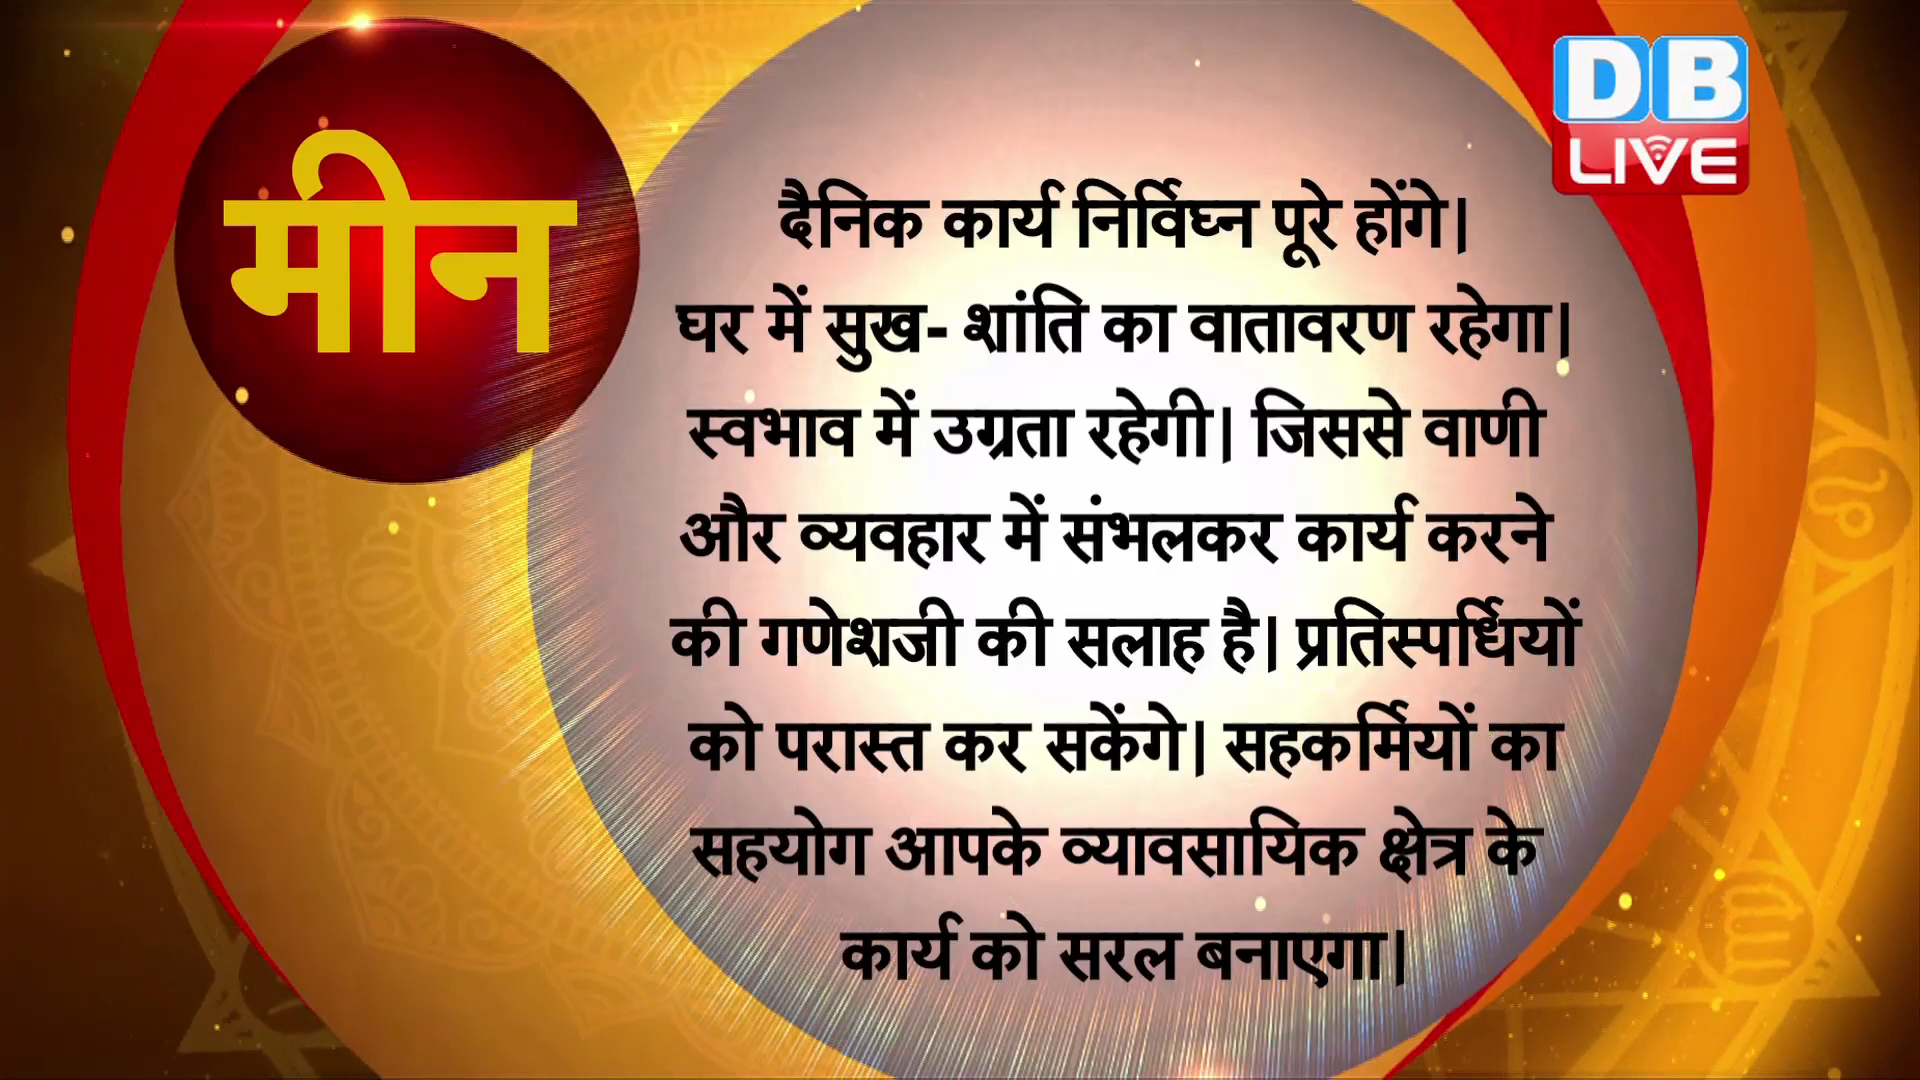 मीन
DB
LIVE
दैनिक कार्य निर्विघ्न पूरे होंगे|
घर में सुख- शांति का वातावरण रहेगा|
स्वभाव में उग्रता रहेगी| जिससे वाणी
और व्यवहार में संभलकर कार्य करने
की गणेशजी की सलाह है| प्रतिस्पर्धियों
को परास्त कर सकेंगे| सहकर्मियों का
सहयोग आपके व्यावसायिक क्षेत्र के
कार्य को सरल बनाएगा|